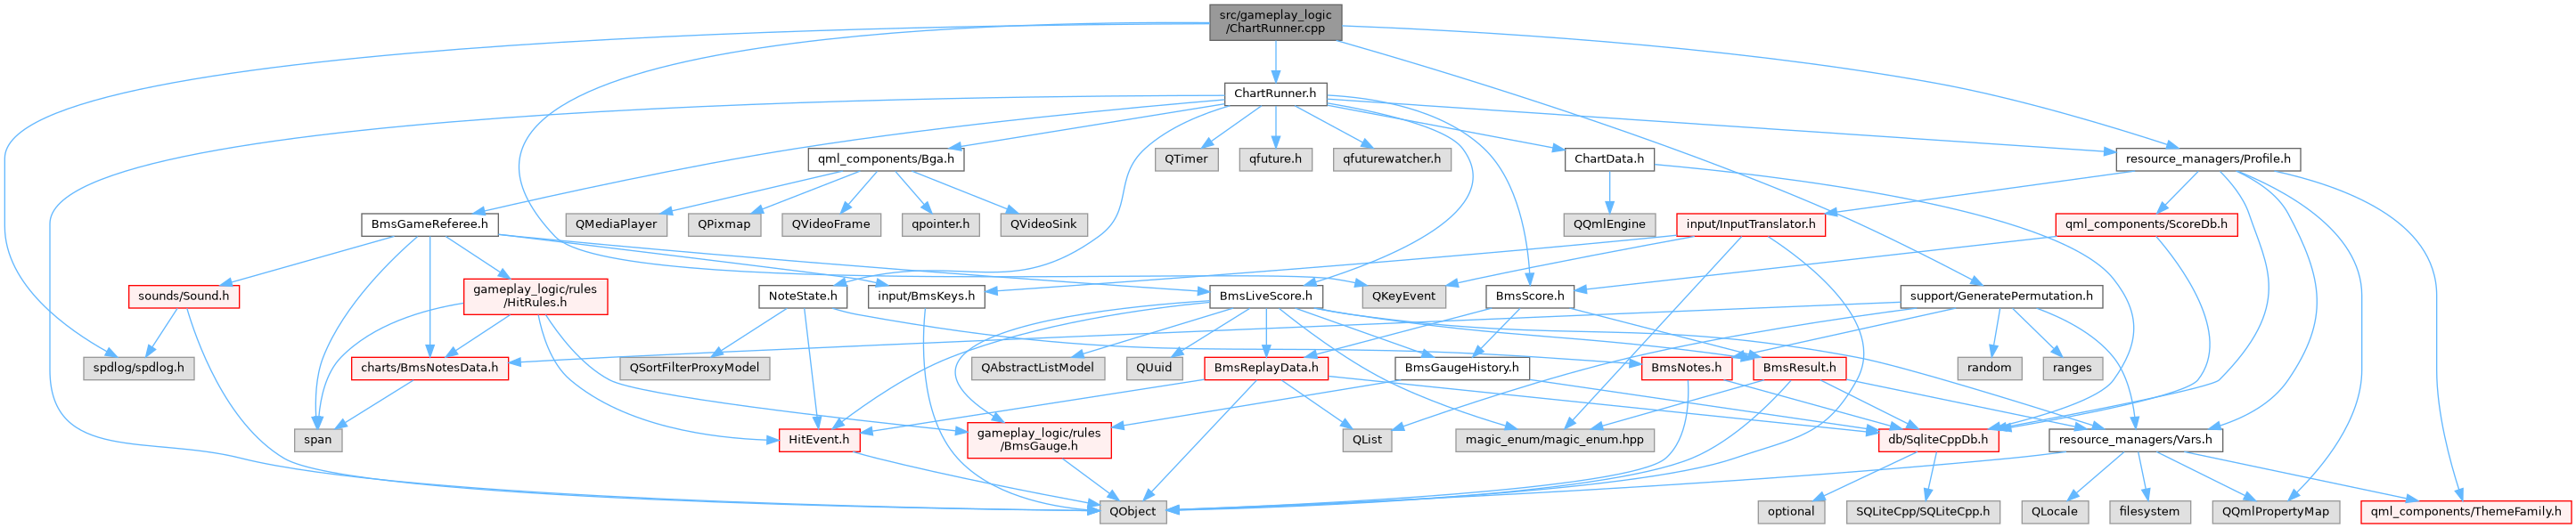 src/gameplay_logic
/ChartRunner.cpp
ChartRunner.h
qml_components/Bga.h
QTimer
qfuture.h
qfuturewatcher.h
ChartData.h
resource_managers/Profile.h
BmsGameReferee.h
QMediaPlayer
QPixmap
QVideoFrame
qpointer.h
QVideoSink
QQmlEngine
input/InputTranslator.h
qml_components/ScoreDb.h
sounds/Sound.h
gameplay_logic/rules
/HitRules.h
NoteState.h
input/BmsKeys.h
BmsLiveScore.h
QKeyEvent
BmsScore.h
support/GeneratePermutation.h
spdlog/spdlog.h
charts/BmsNotesData.h
QSortFilterProxyModel
QAbstractListModel
QUuid
BmsReplayData.h
BmsGaugeHistory.h
BmsNotes.h
BmsResult.h
random
ranges
span
HitEvent.h
gameplay_logic/rules
/BmsGauge.h
QList
magic_enum/magic_enum.hpp
db/SqliteCppDb.h
resource_managers/Vars.h
QObject
optional
SQLiteCpp/SQLiteCpp.h
QLocale
filesystem
QQmlPropertyMap
qml_components/ThemeFamily.h